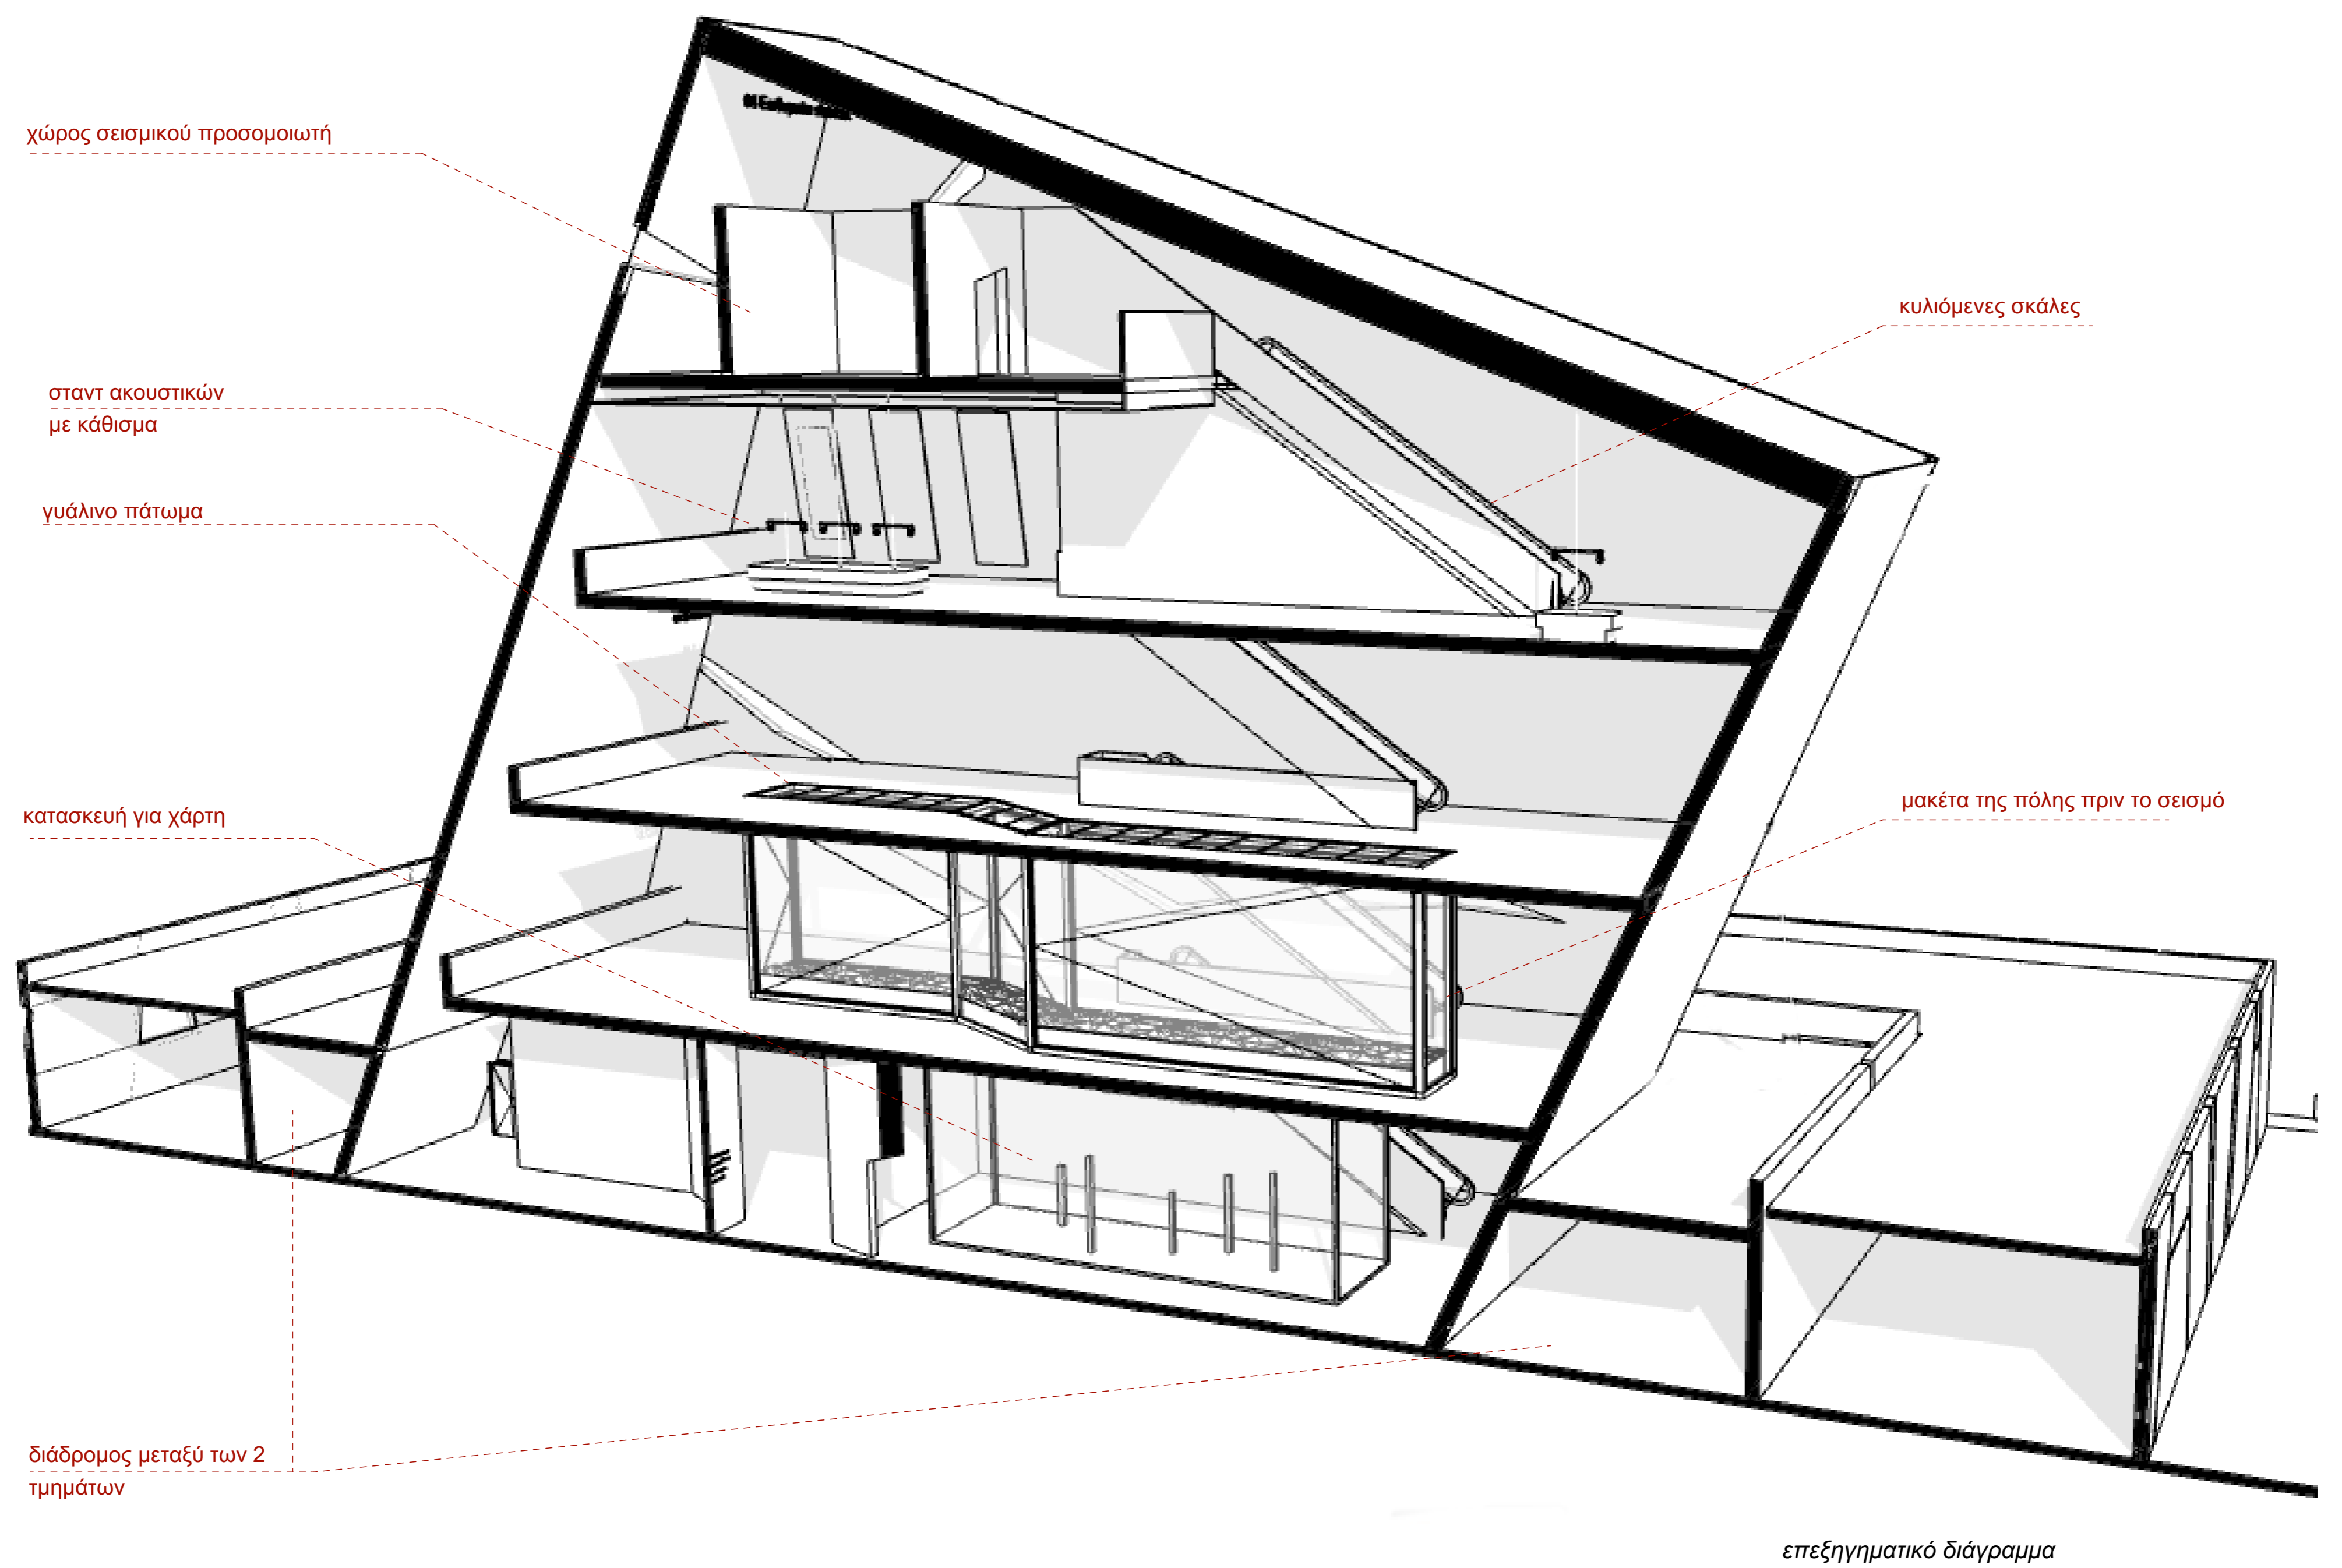 χώρος σεισμικού προσομοιωτή
κυλιόμενες σκάλες
σταντ ακουστικών
με κάθισμα
γυάλινο πάτωμα
μακέτα της πόλης πριν το σεισμό
κατασκευή για χάρτη
διάδρομος μεταξύ των 2
τμημάτων
επεξηγηματικό διάγραμμα